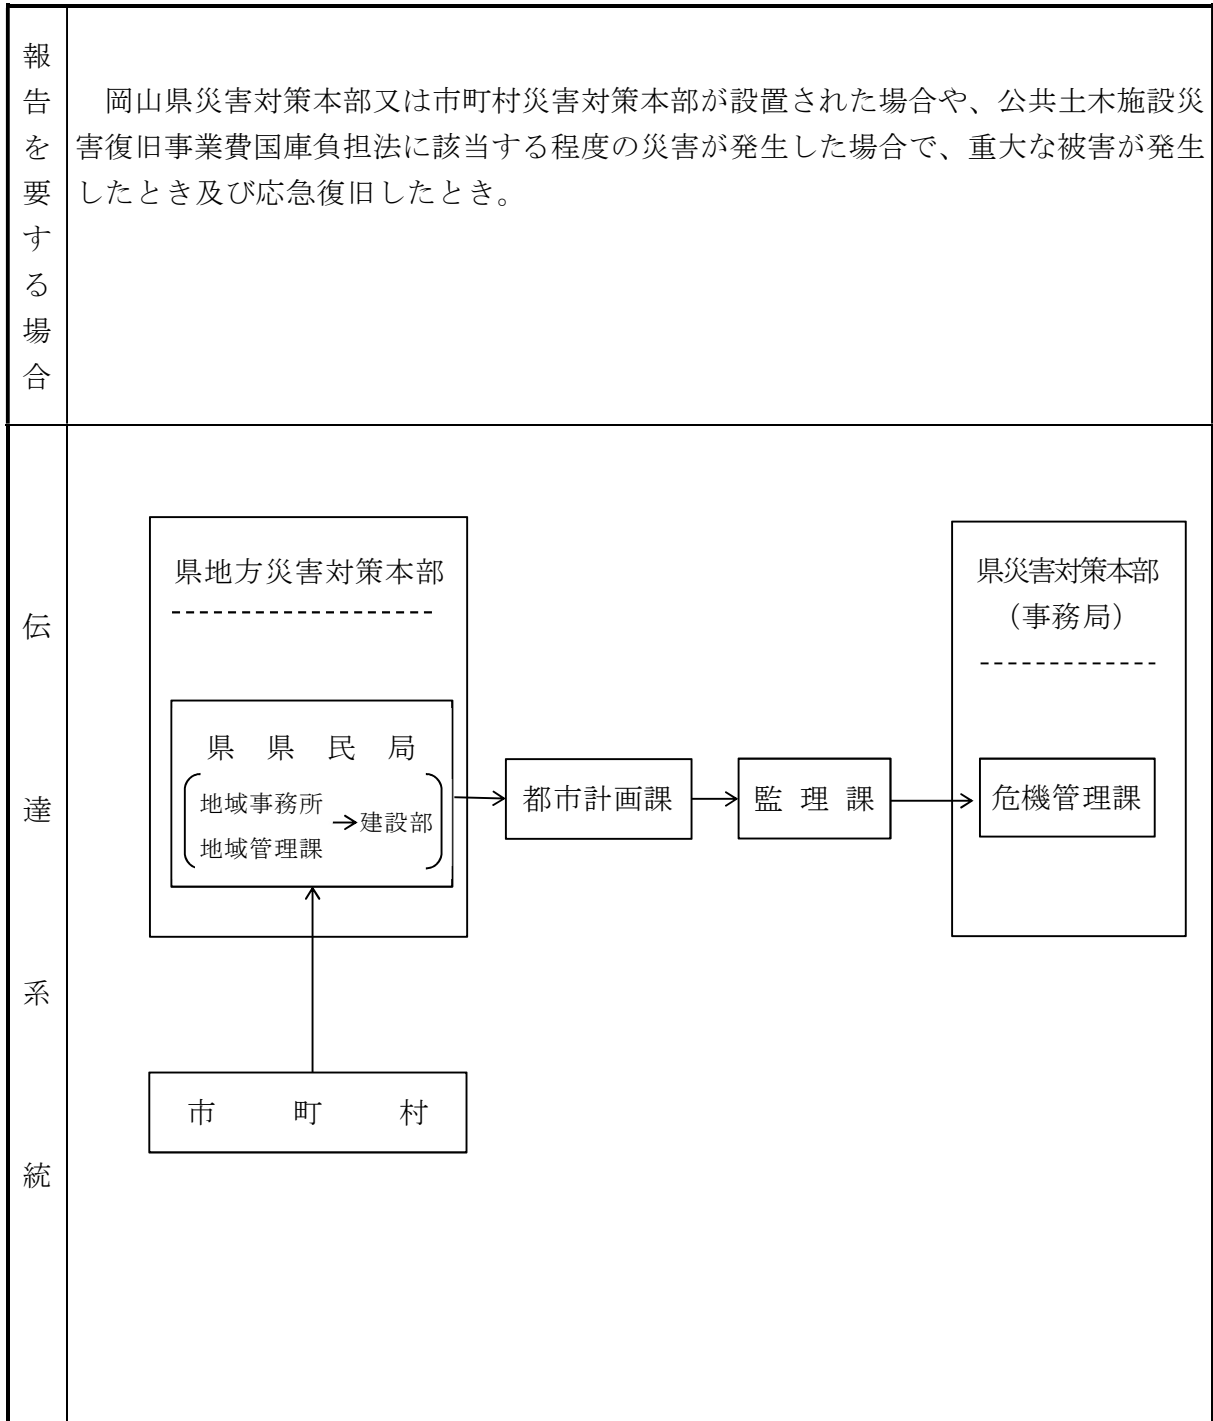 報告を要する場合
岡山県災害対策本部又は市町村災害対策本部が設置された場合や、公共土木施設災
害復旧事業費国庫負担法に該当する程度の災害が発生した場合で、重大な被害が発生
したとき及び応急復旧したとき。
伝達系統
県地方災害対策本部
県県民局
地域事務所
地域管理課
→建設部
都市計画課
監理課
県災害対策本部
（事務局）
危機管理課
市町村